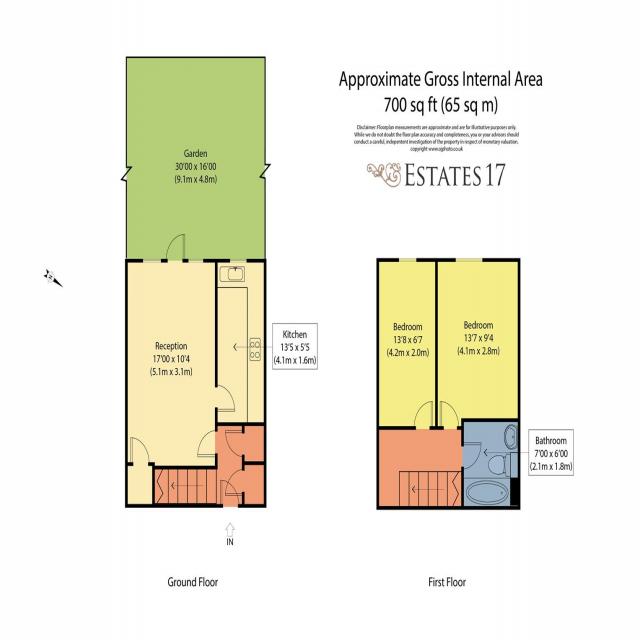 Approximate Gross Internal Area
700 sq ft (65 sq m)
Disclaimer: Floorplan measurements are approximate and are for illustrative purposes only.
While we do not doubt the floor plan accuracy and completeness, you or your advisors should
conduct a careful, independent investigation of the property in respect of monetary valuation.
ESTATES 17
Garden
30'00 x 16'00
(9.1m x 4.8m)
Reception
17'00 x 10'4
(5.1m x 3.1m)
Kitchen
13'5 x 5'5
(4.1m x 1.6m)
Bedroom
13'8 x 6'7
(4.2m x 2.0m)
Bedroom
13'7 x 9'4
(4.1m x 2.8m)
Bathroom
7'00 x 6'00
(2.1m x 1.8m)
IN
Ground Floor
First Floor